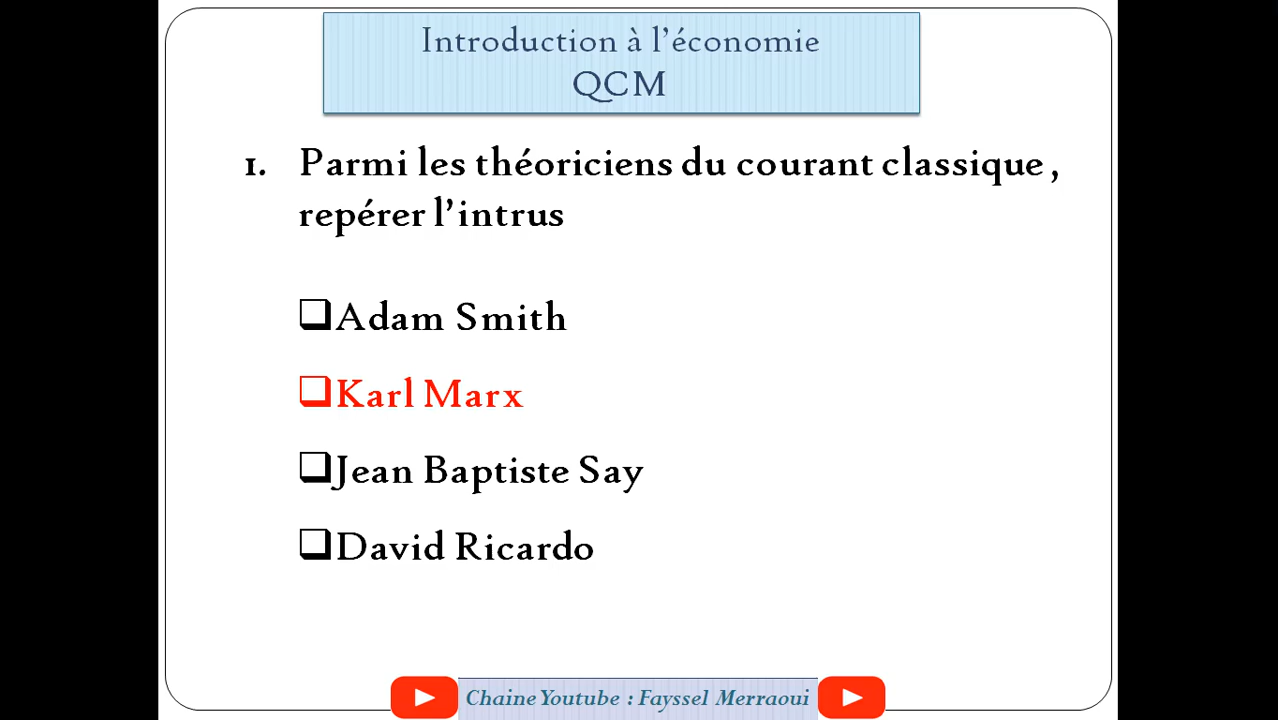 Introduction à l'économie
QCM
1. Parmi les théoriciens du courant classique ,
repérer l'intrus
❑Adam Smith
❑Karl Marx
❑Jean Baptiste Say
❑David Ricardo
Chaine Youtube : Fayssel Merraoui